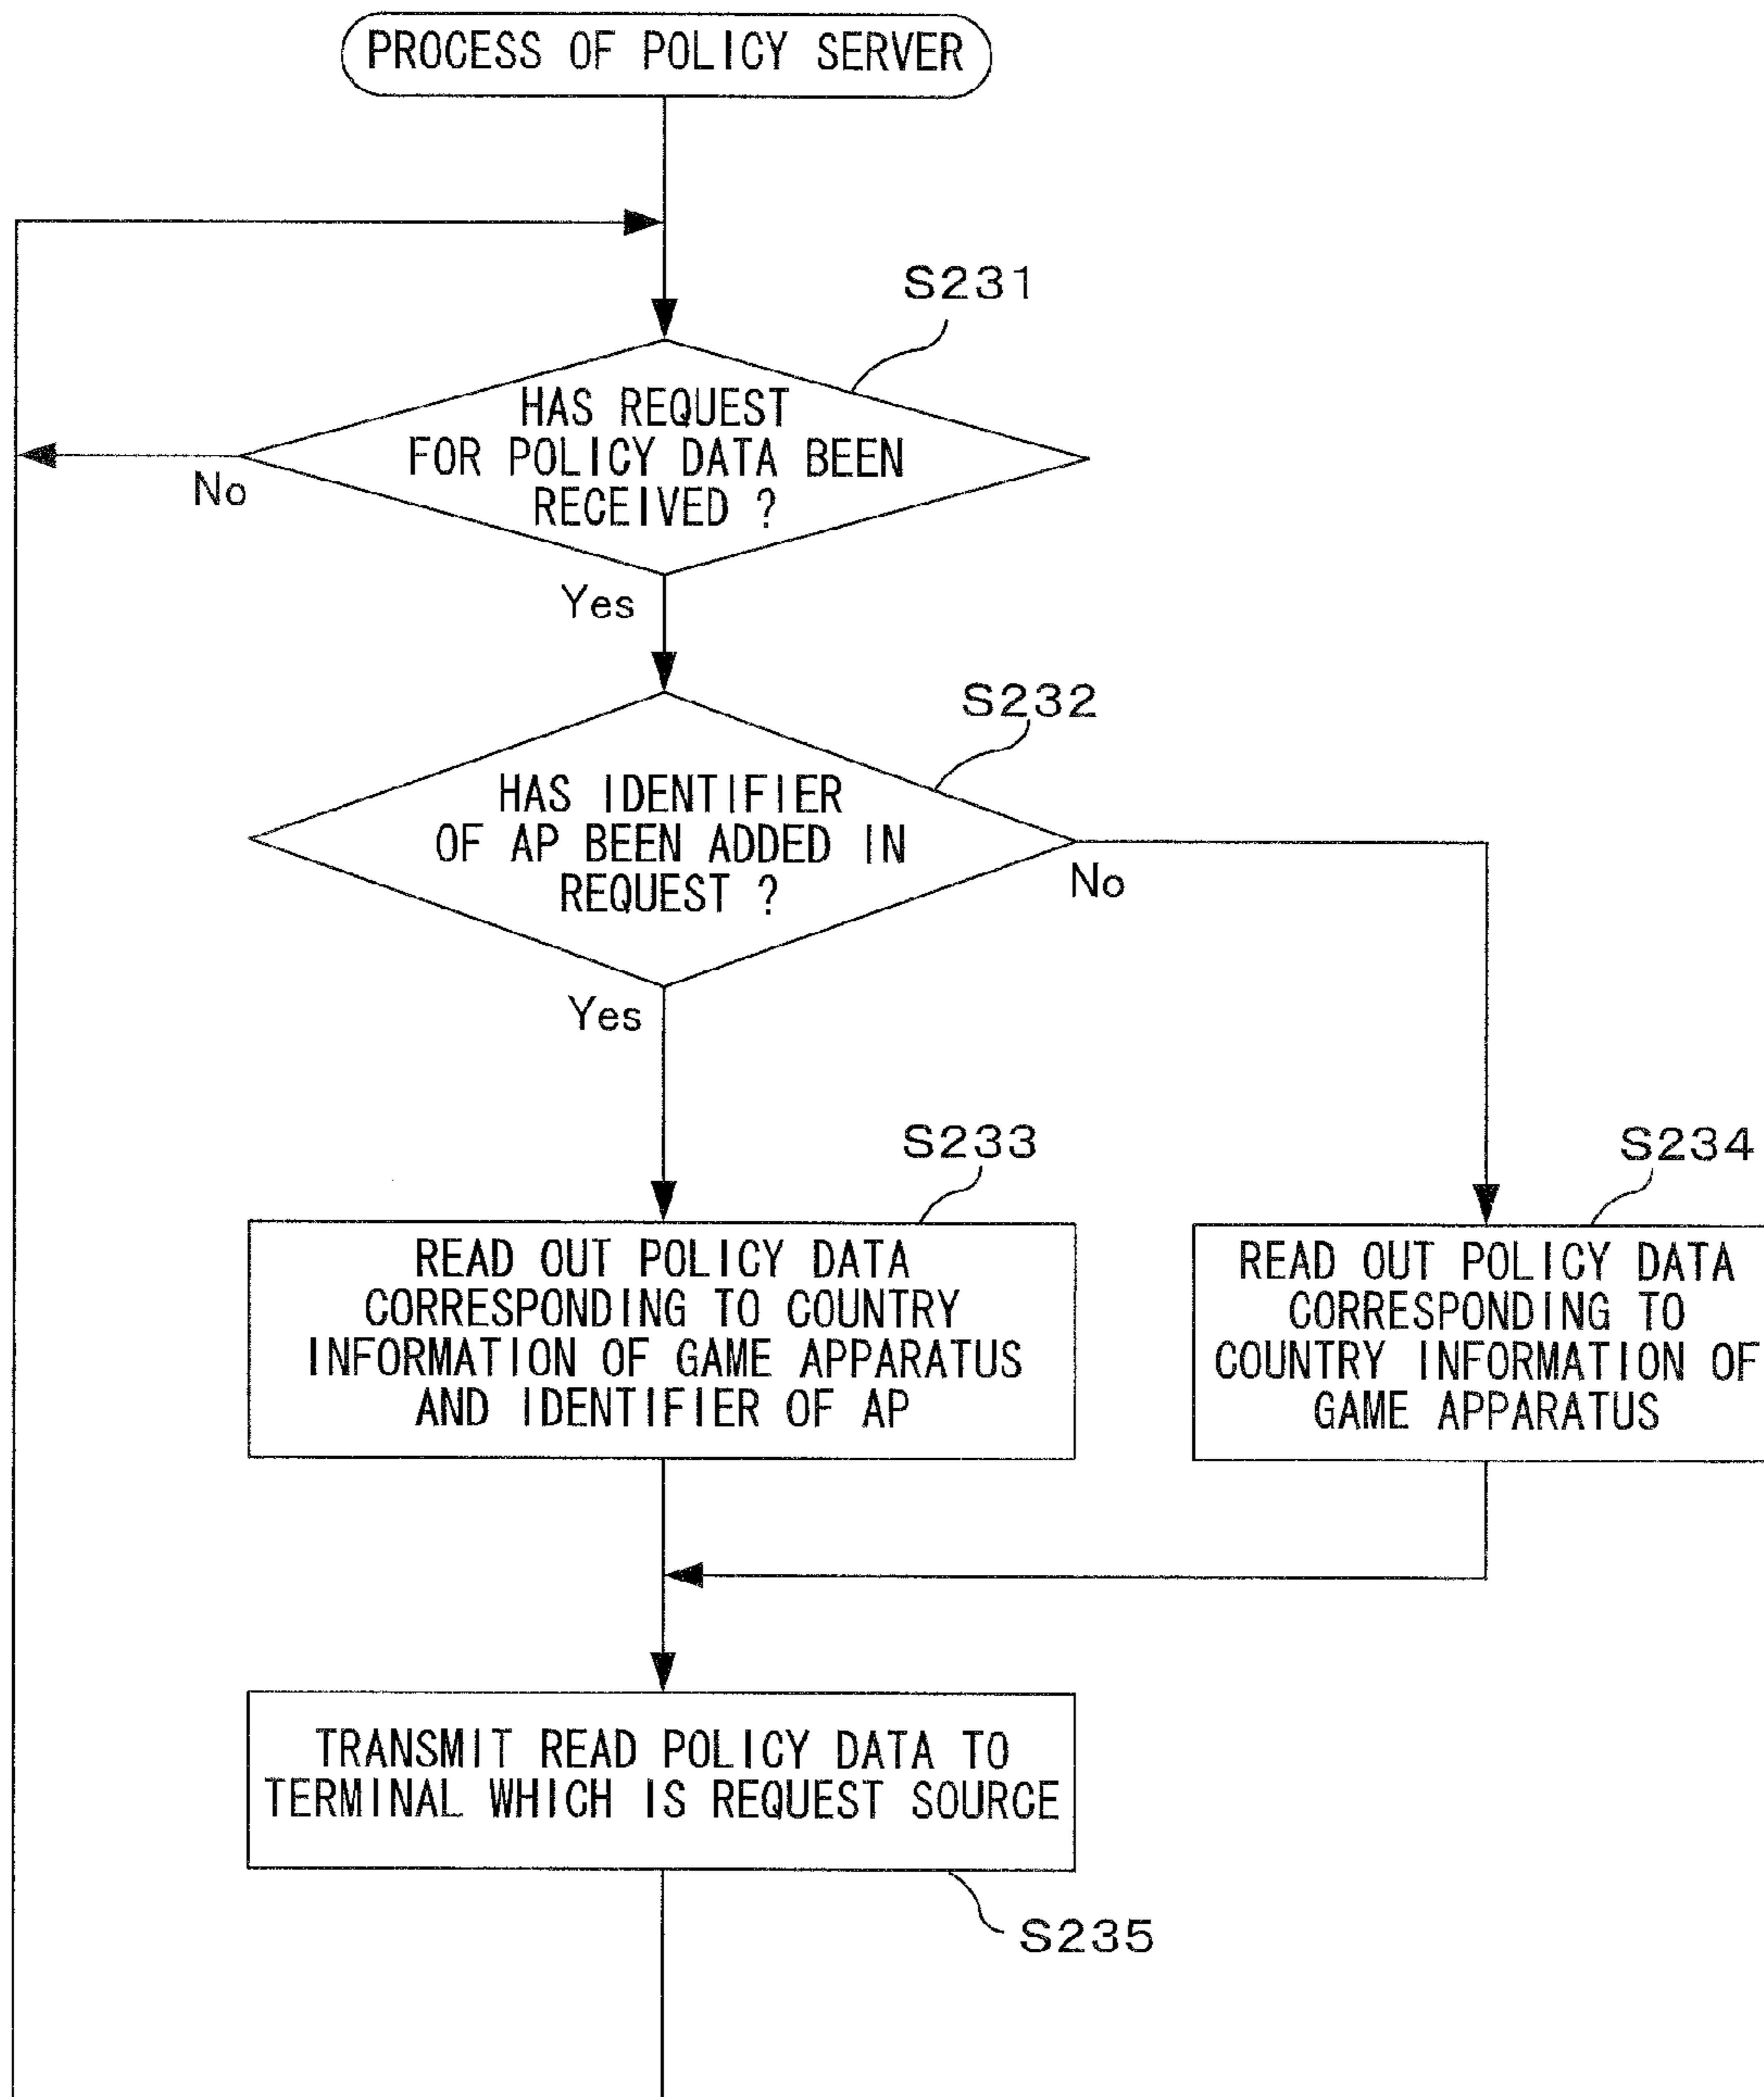 PROCESS OF POLICY SERVER
S231
HAS REQUEST
FOR POLICY DATA BEEN
RECEIVED ?
No
Yes
S232
HAS IDENTIFIER
OF AP BEEN ADDED IN
REQUEST ?
No
Yes
S233
S234
READ OUT POLICY DATA
CORRESPONDING TO COUNTRY
INFORMATION OF GAME APPARATUS
AND IDENTIFIER OF AP
READ OUT POLICY DATA
CORRESPONDING TO
COUNTRY INFORMATION OF
GAME APPARATUS
TRANSMIT READ POLICY DATA TO
TERMINAL WHICH IS REQUEST SOURCE
S235